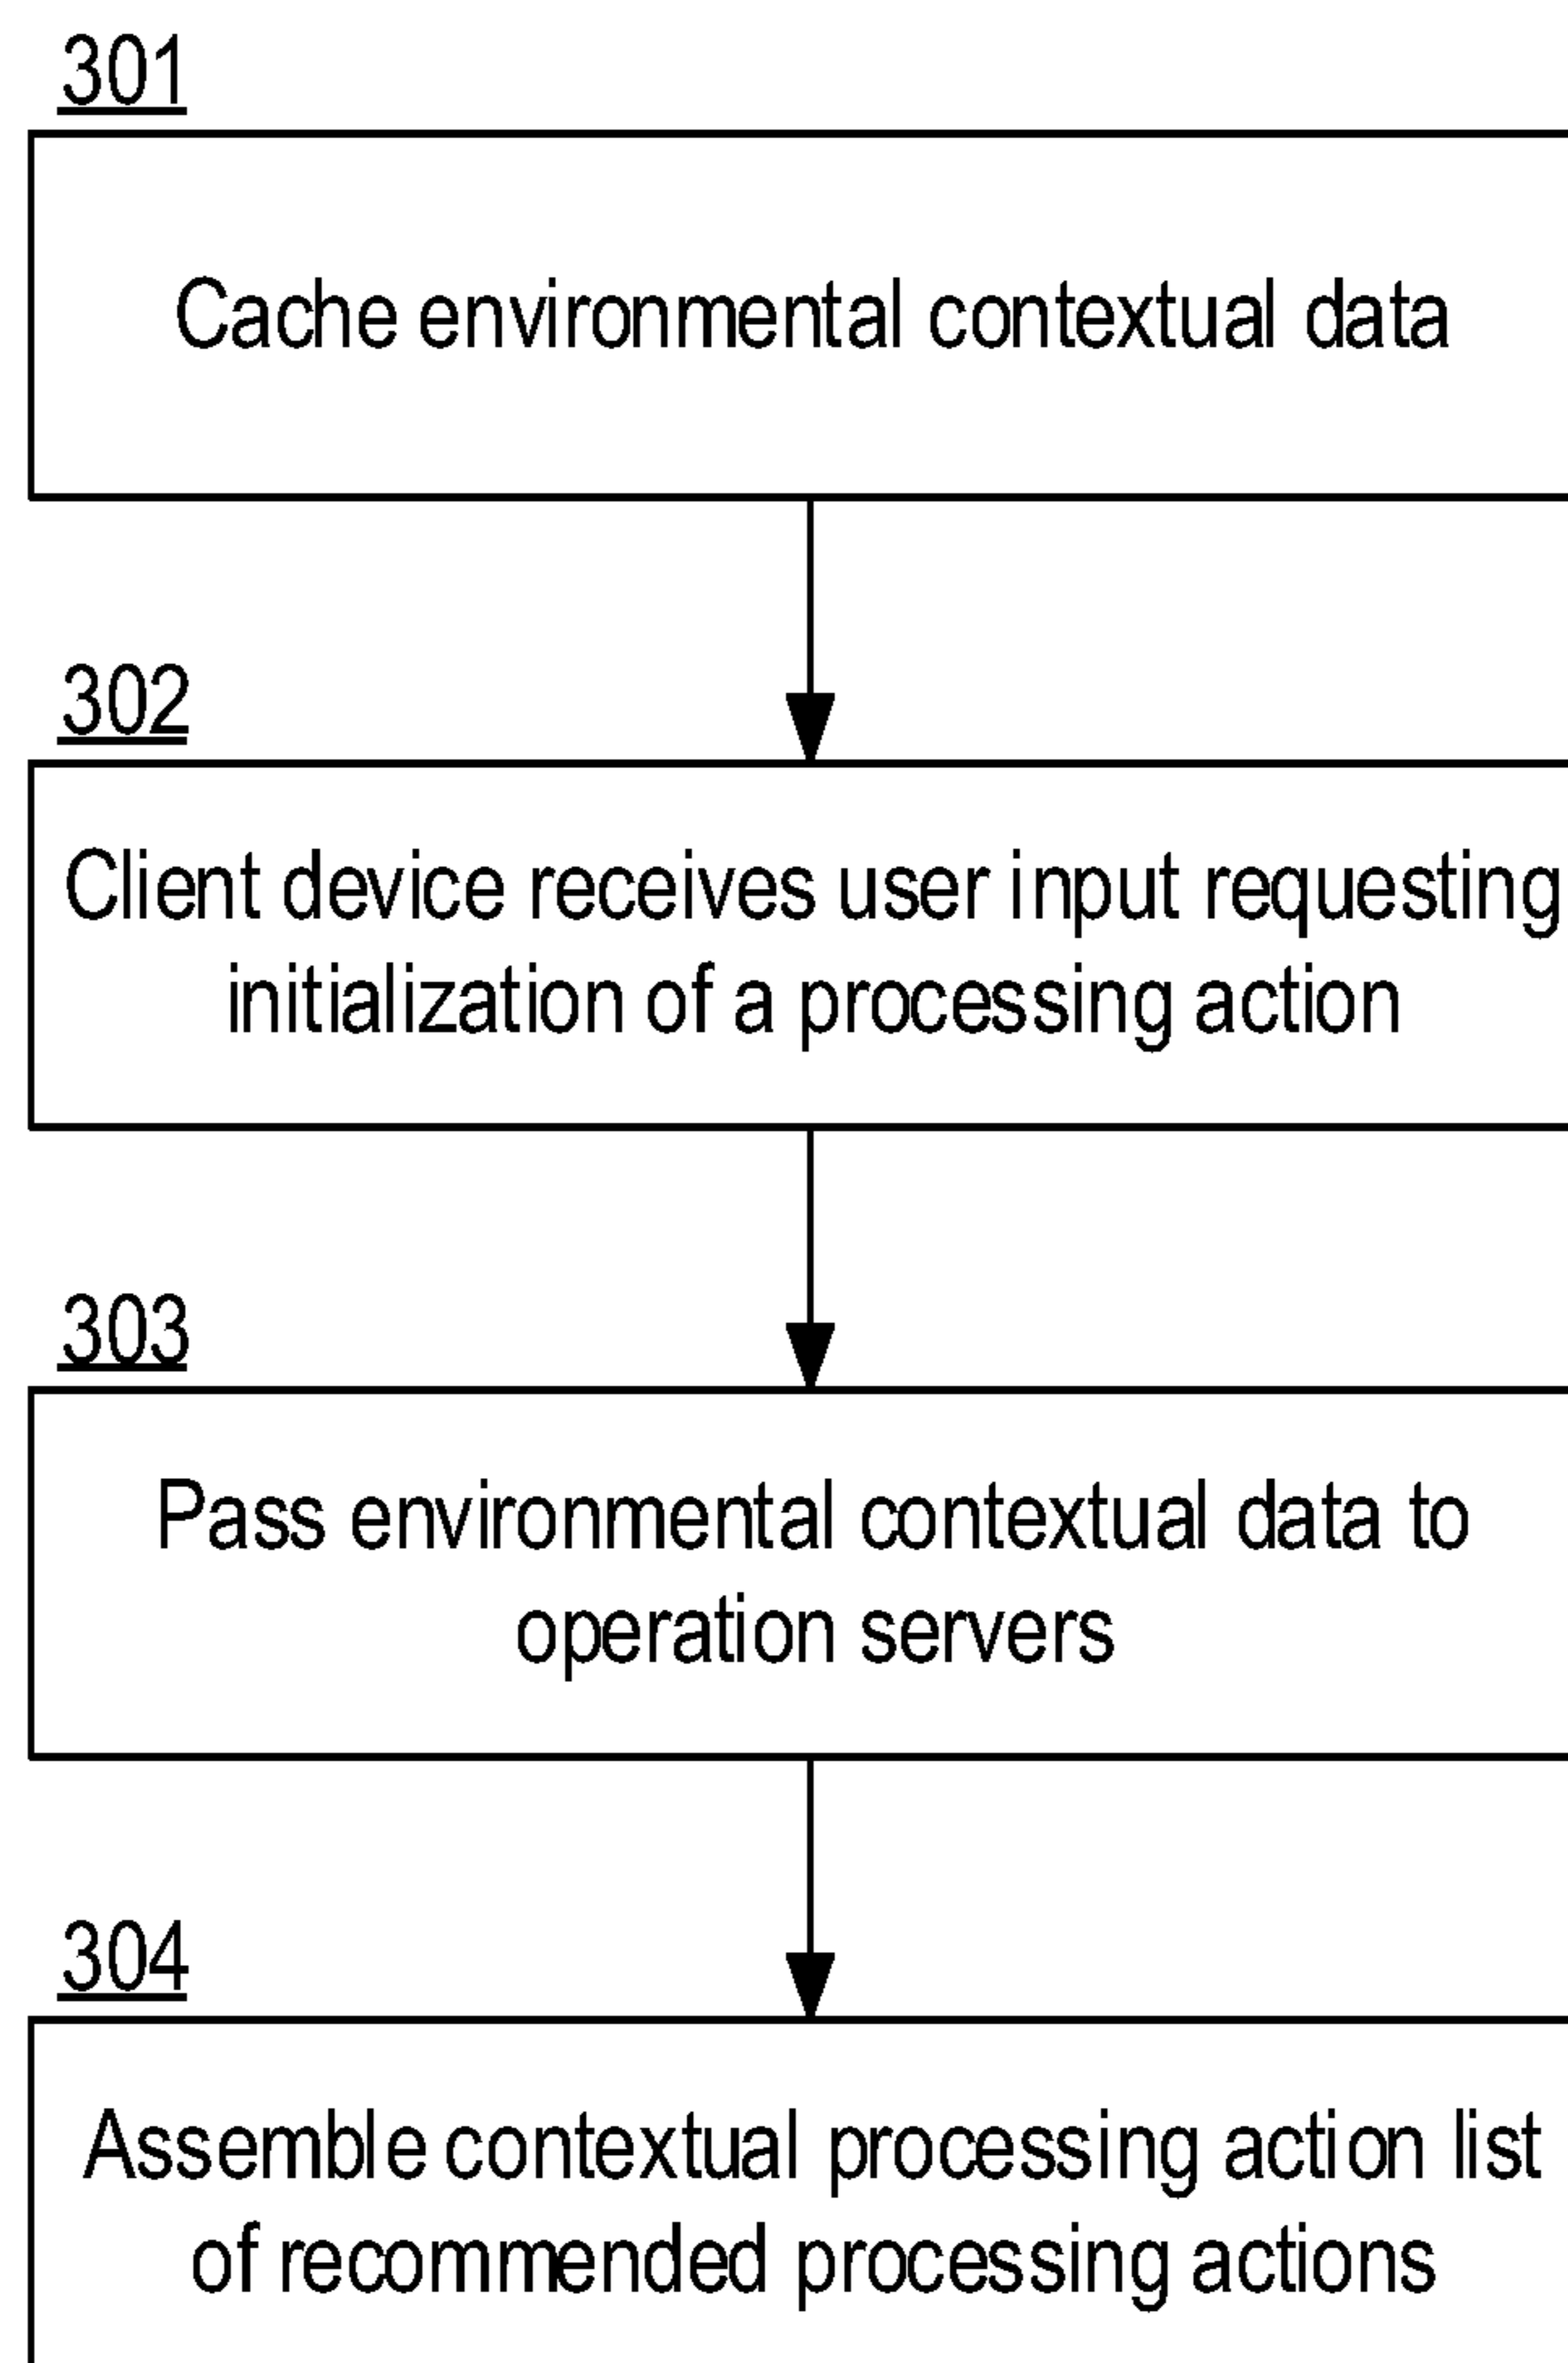 301
Cache environmental contextual data
302
Client device receives user input requesting
initialization of a processing action
303
Pass environmental contextual data to
operation servers
304
Assemble contextual processing action list
of recommended processing actions